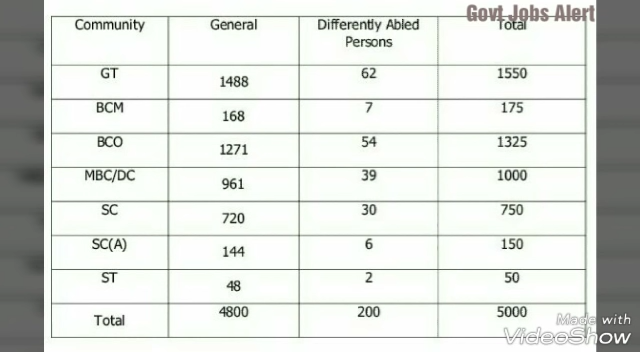 Govt Jobs Alert
Community General Differently Abled Persons Total
GT 1488 62 1550
BCM 168 7 175
BCO 1271 54 1325
MBC/DC 961 39 1000
SC 720 30 750
SC(A) 144 6 150
ST 48 2 50
Total 4800 200 5000
Made with
VideoShow